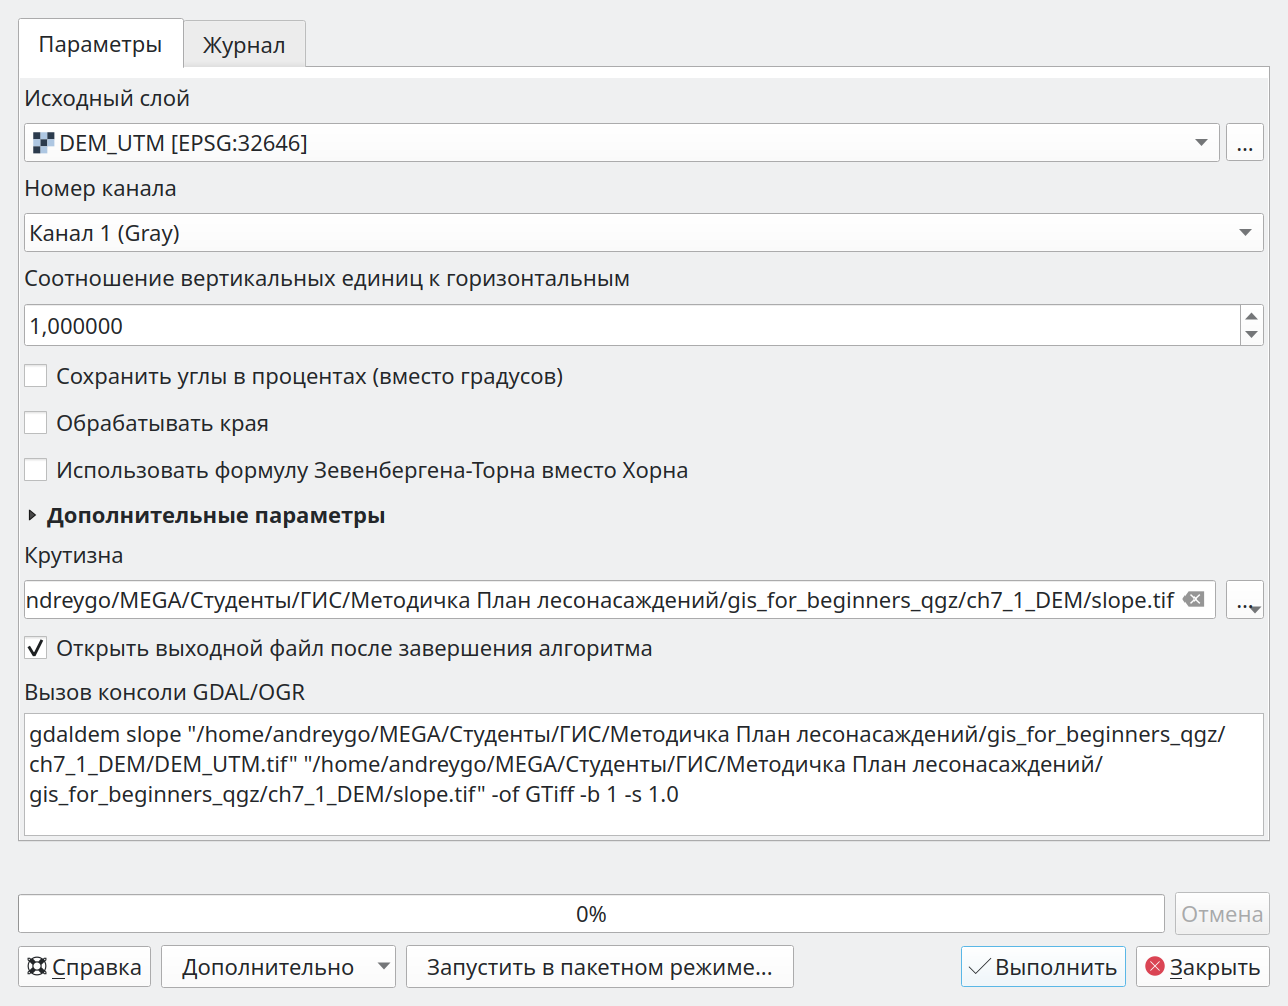 Параметры
Журнал
Исходный слой
DEM_UTM [EPSG:32646]
...
Номер канала
Канал 1 (Gray)
Соотношение вертикальных единиц к горизонтальным
1,000000
Сохранить углы в процентах (вместо градусов)
Обрабатывать края
Использовать формулу Зевенбергена-Торна вместо Хорна
Дополнительные параметры
Крутизна
ndreygo/MEGA/Студенты/ГИС/Методичка План лесонасаждений/gis_for_beginners_qgz/ch7_1_DEM/slope.tif
...
Открыть выходной файл после завершения алгоритма
Вызов консоли GDAL/OGR
gdaldem slope "/home/andreygo/MEGA/Студенты/ГИС/Методичка План лесонасаждений/gis_for_beginners_qgz/
ch7_1_DEM/DEM_UTM.tif" "/home/andreygo/MEGA/Студенты/ГИС/Методичка План лесонасаждений/
gis_for_beginners_qgz/ch7_1_DEM/slope.tif" -of GTiff -b 1 -s 1.0
0%
Отмена
Справка
Дополнительно
Запустить в пакетном режиме...
Выполнить
Закрыть